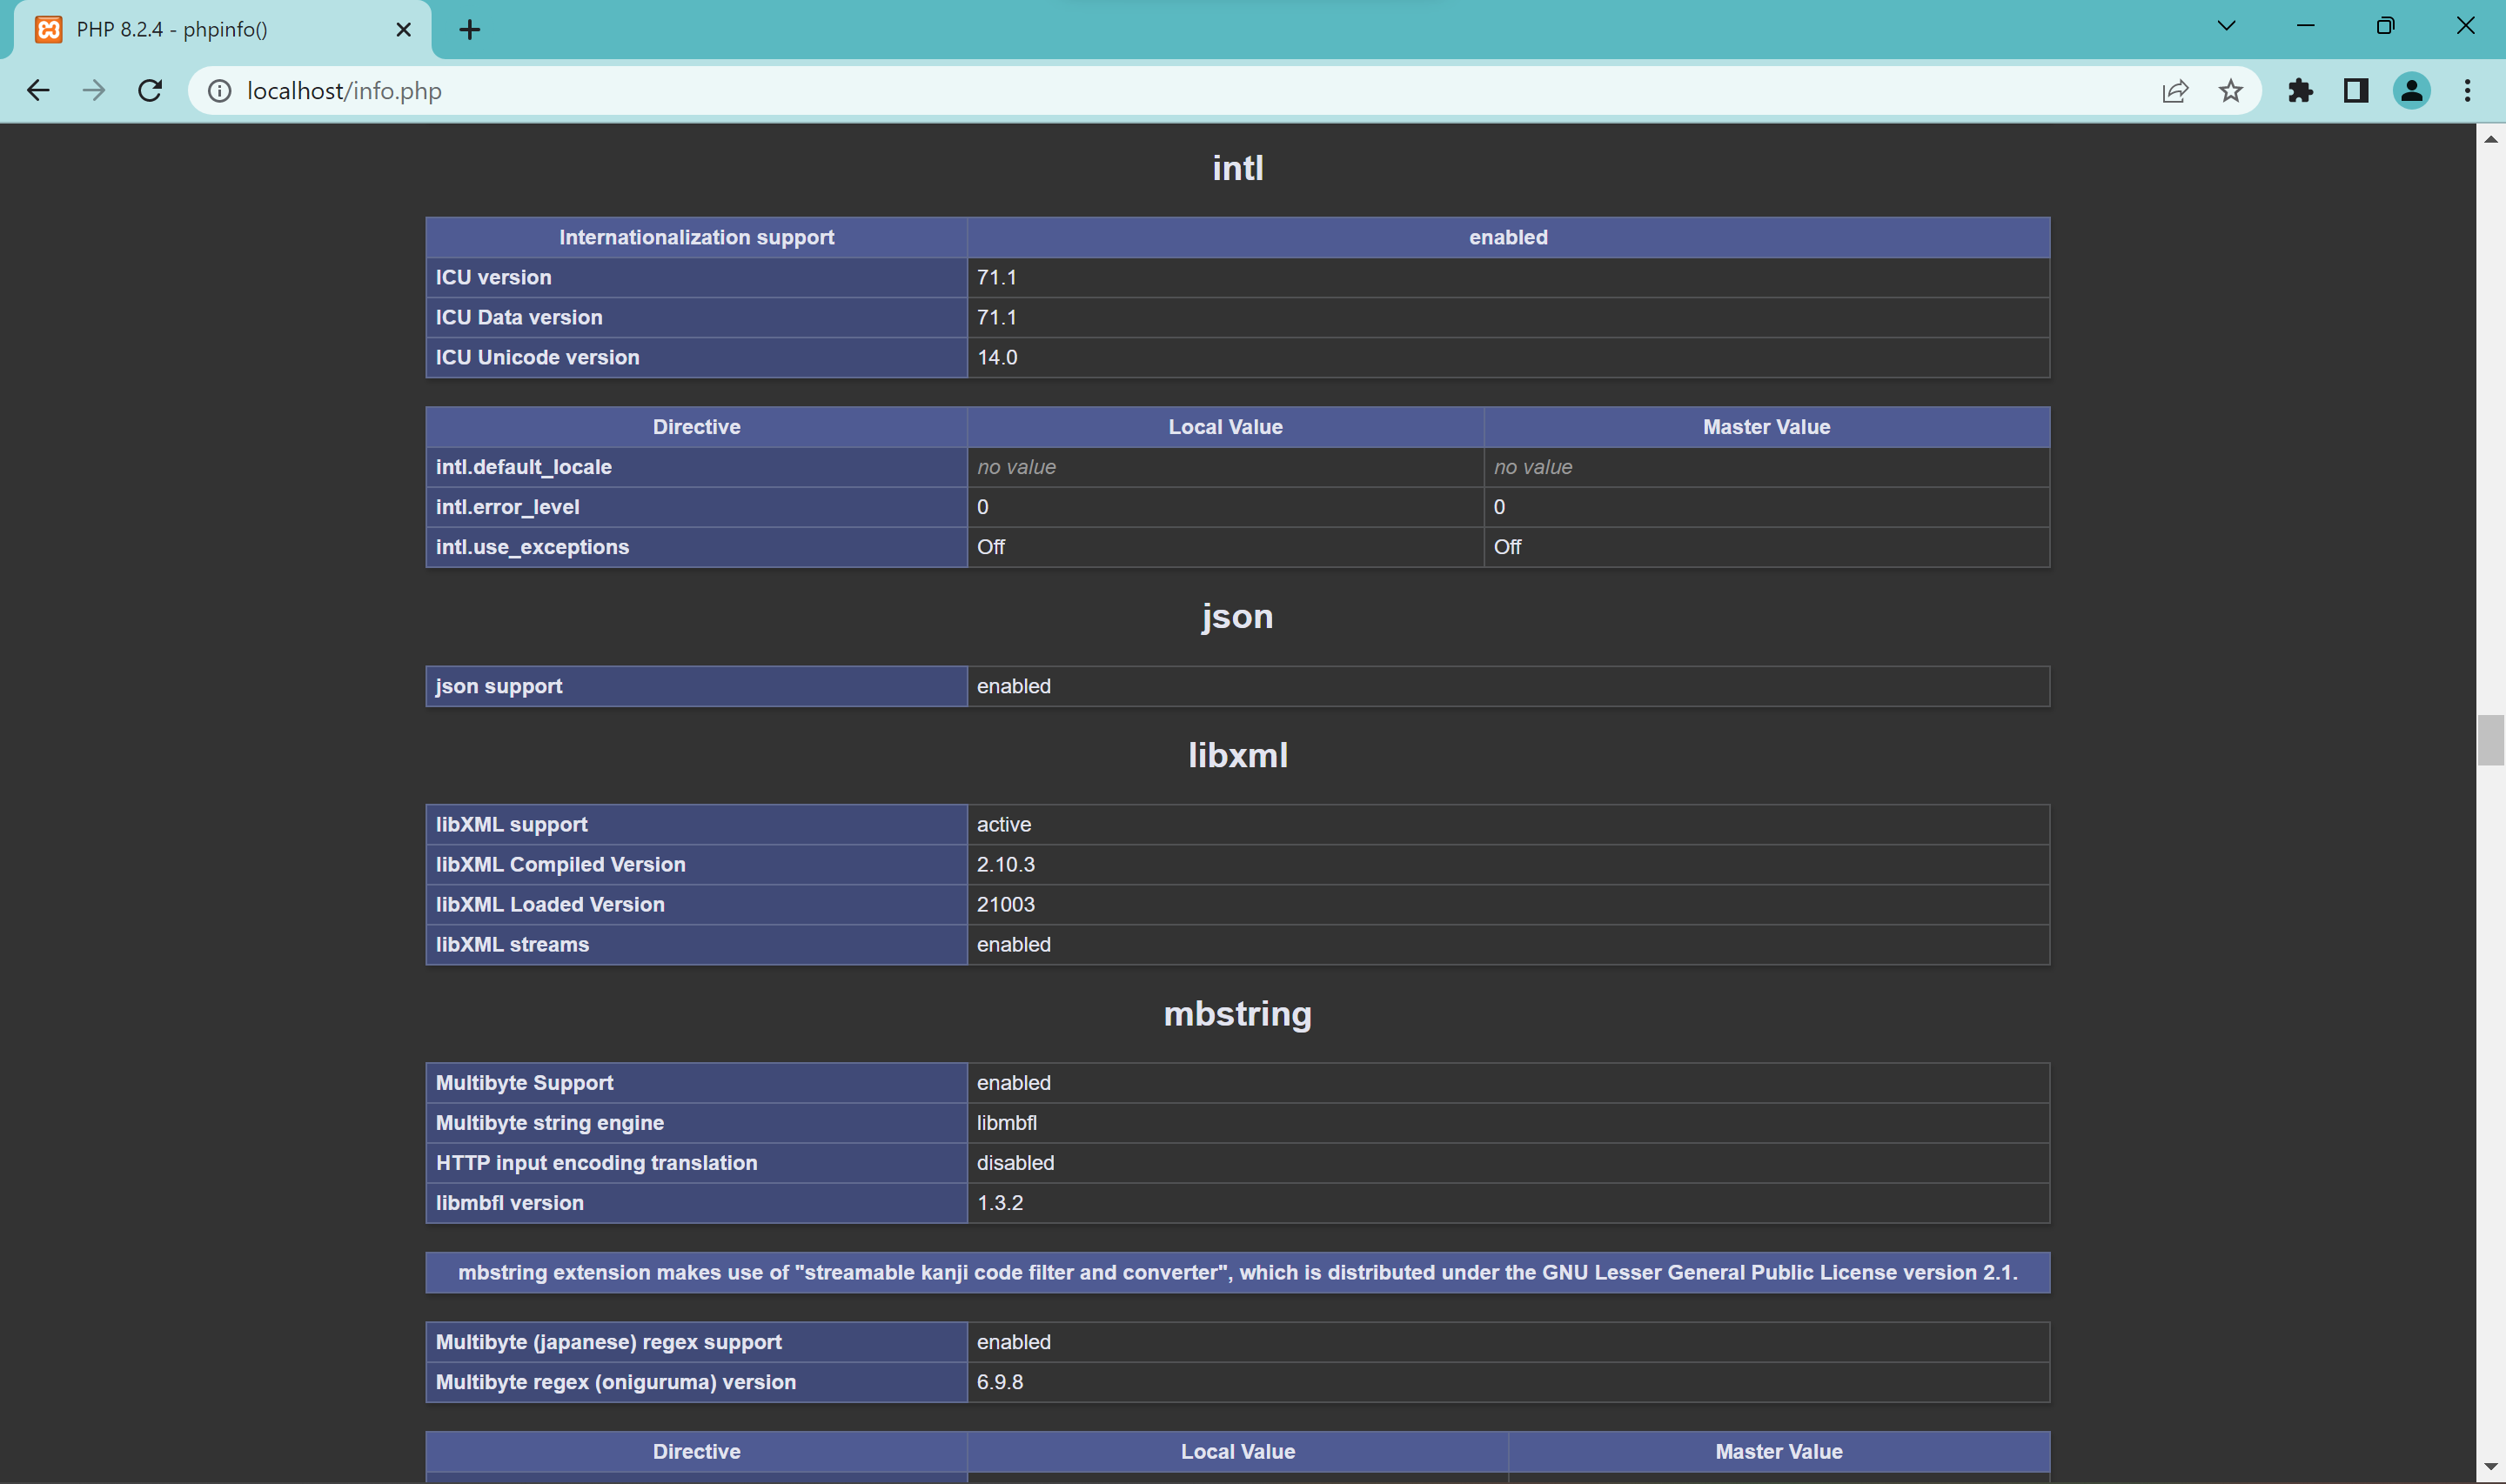 PHP 8.2.4 - phpinfo()
localhost/info.php
intl
Internationalization support enabled
ICU version 71.1
ICU Data version 71.1
ICU Unicode version 14.0
Directive Local Value Master Value
intl.default_locale no value no value
intl.error_level 0 0
intl.use_exceptions Off Off
json
json support enabled
libxml
libXML support active
libXML Compiled Version 2.10.3
libXML Loaded Version 21003
libXML streams enabled
mbstring
Multibyte Support enabled
Multibyte string engine libmbfl
HTTP input encoding translation disabled
libmbfl version 1.3.2
mbstring extension makes use of "streamable kanji code filter and converter", which is distributed under the GNU Lesser General Public License version 2.1.
Multibyte (japanese) regex support enabled
Multibyte regex (oniguruma) version 6.9.8
Directive Local Value Master Value